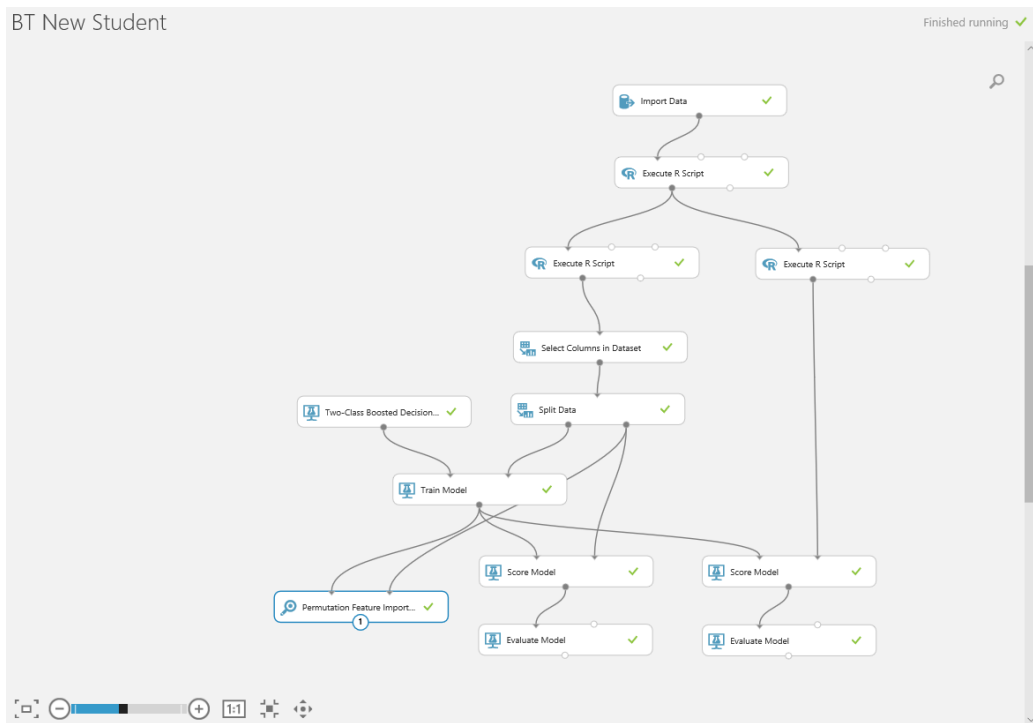 BT New Student
Finished running
Import Data
Execute R Script
Execute R Script
Execute R Script
Select Columns in Dataset
Two-Class Boosted Decision...
Split Data
Train Model
Score Model
Score Model
Permutation Feature Import...
1
Evaluate Model
Evaluate Model
1:1